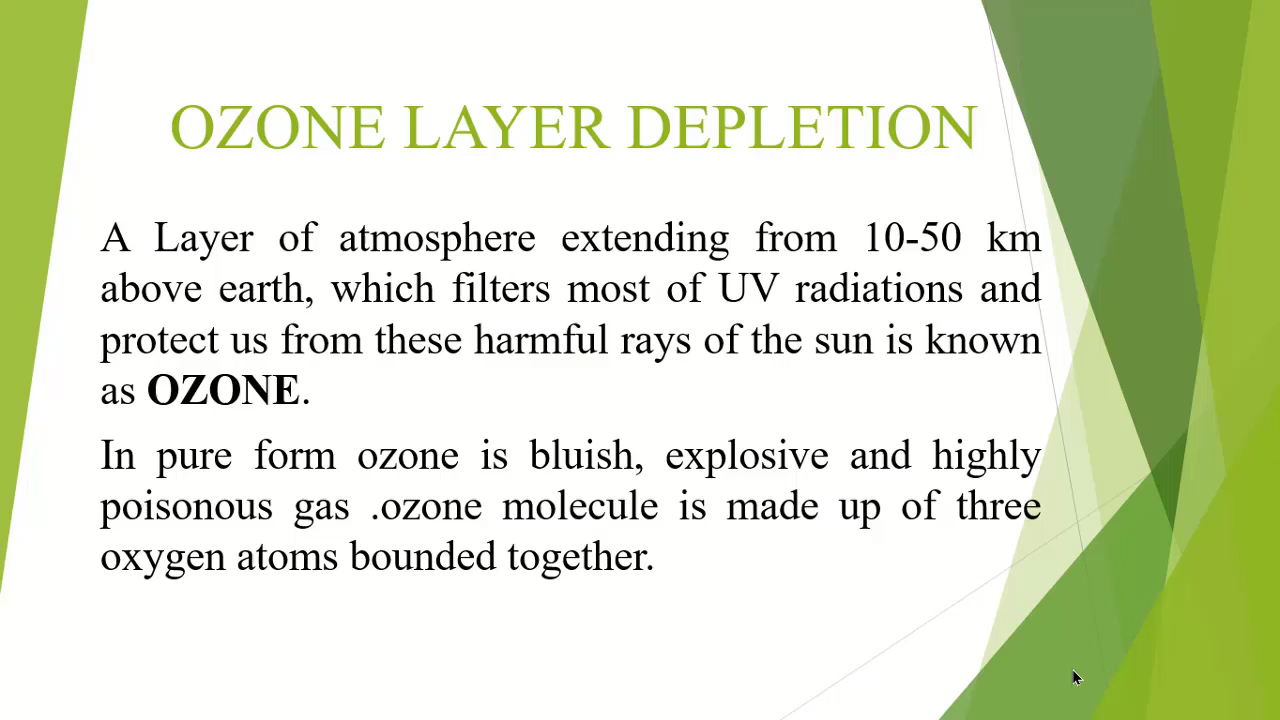 OZONE LAYER DEPLETION
A Layer of atmosphere extending from 10-50 km
above earth, which filters most of UV radiations and
protect us from these harmful rays of the sun is known
as OZONE.
In pure form ozone is bluish, explosive and highly
poisonous gas .ozone molecule is made up of three
oxygen atoms bounded together.